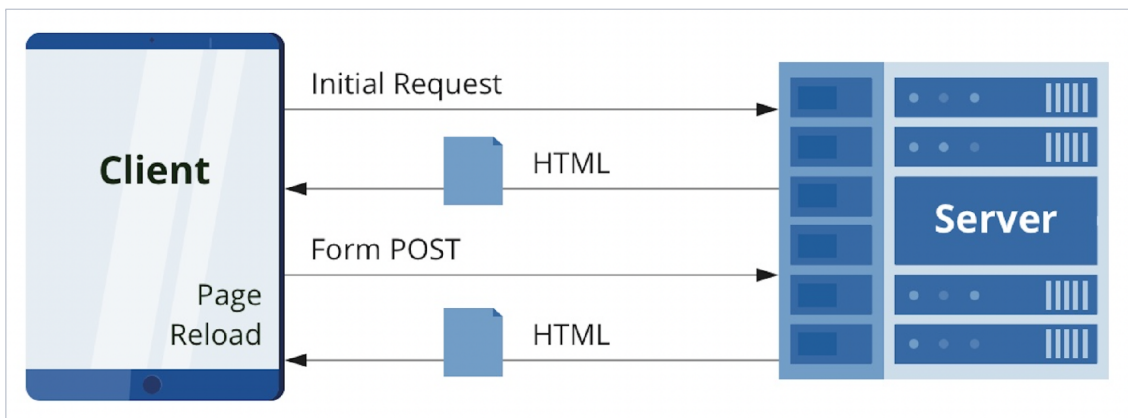 Initial Request
Client
HTML
Server
Form POST
Page
Reload
HTML